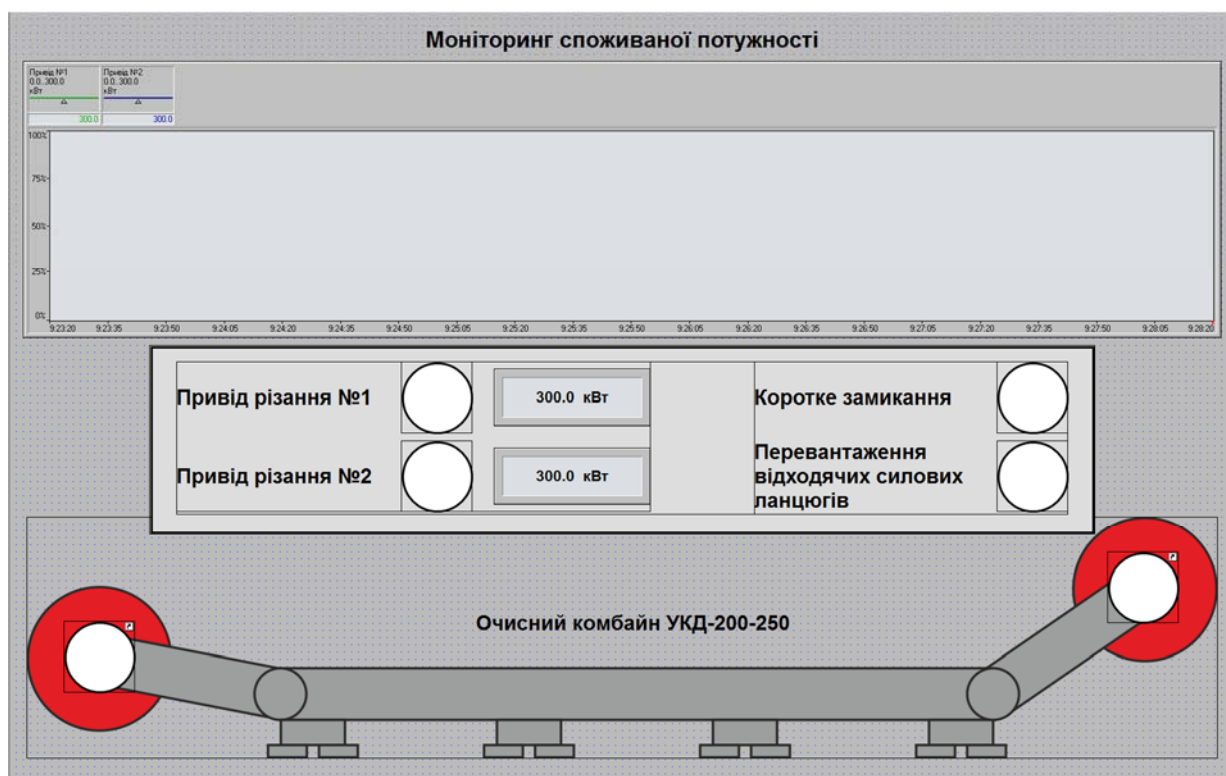 Моніторинг споживаної потужності
Привід №1 Привід №2
0.0..300.0 0.0..300.0
кВт кВт
300.0 300.0
100%
75%
50%
25%
0%
9:23:20 9:23:35 9:23:50 9:24:05 9:24:20 9:24:35 9:24:50 9:25:05 9:25:20 9:25:35 9:25:50 9:26:05 9:26:20 9:26:35 9:26:50 9:27:05 9:27:20 9:27:35 9:27:50 9:28:05 9:28:20
Привід різання №1 300.0 кВт Коротке замикання
Привід різання №2 300.0 кВт Перевантаження
відходячих силових
ланцюгів
Очисний комбайн УКД-200-250